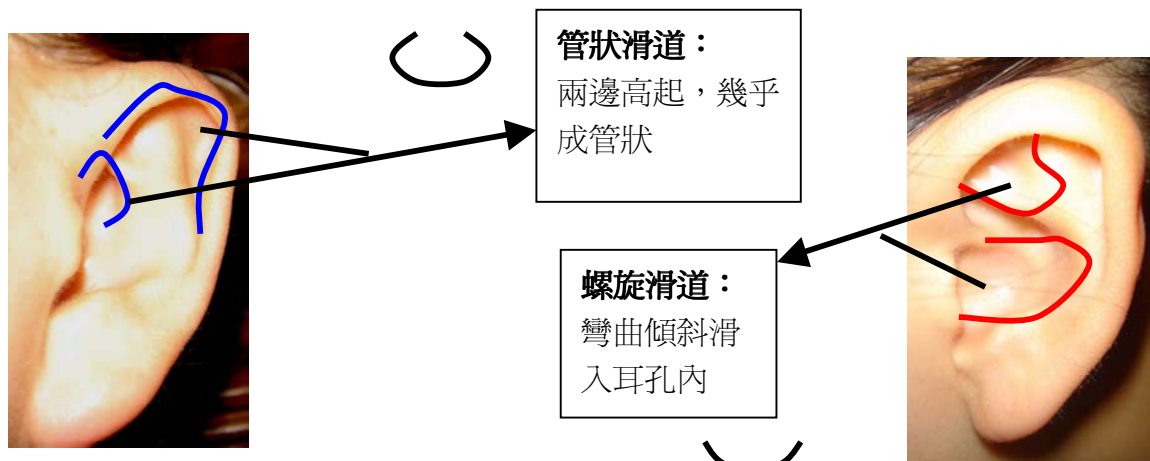 管狀滑道：
兩邊高起，幾乎
成管狀
螺旋滑道：
彎曲傾斜滑
入耳孔內